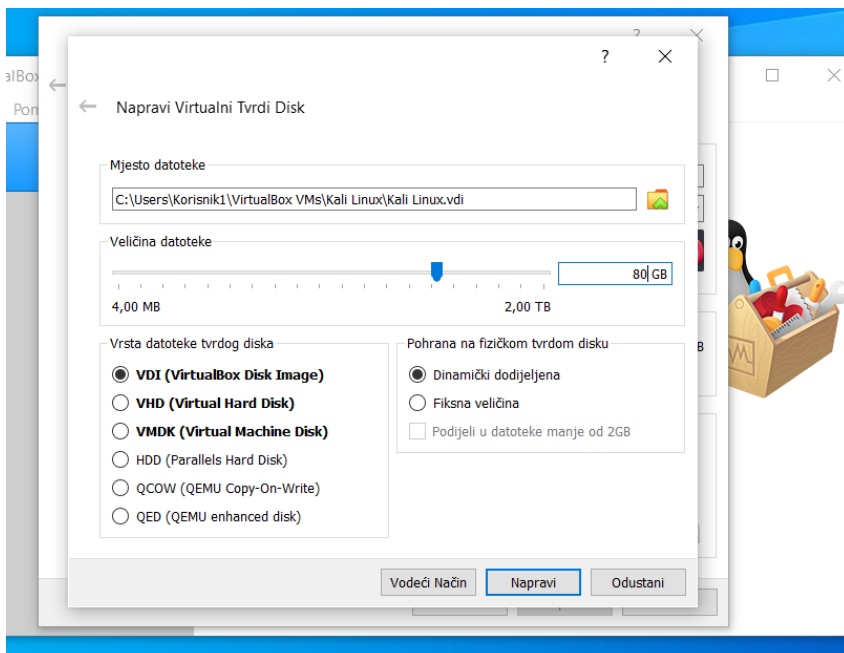 ?
?
alBox
Pom
Napravi Virtualni Tvrdi Disk
Mjesto datoteke
C:\Users\Korisnik1\VirtualBox VMs\Kali Linux\Kali Linux.vdi
Veličina datoteke
80 GB
4,00 MB
2,00 TB
Vrsta datoteke tvrdog diska
VDI (VirtualBox Disk Image)
VHD (Virtual Hard Disk)
VMDK (Virtual Machine Disk)
HDD (Parallels Hard Disk)
QCOW (QEMU Copy-On-Write)
QED (QEMU enhanced disk)
Pohrana na fizičkom tvrdom disku
Dinamički dodijeljena
Fiksna veličina
Podijeli u datoteke manje od 2GB
B
Vodeći Način
Napravi
Odustani